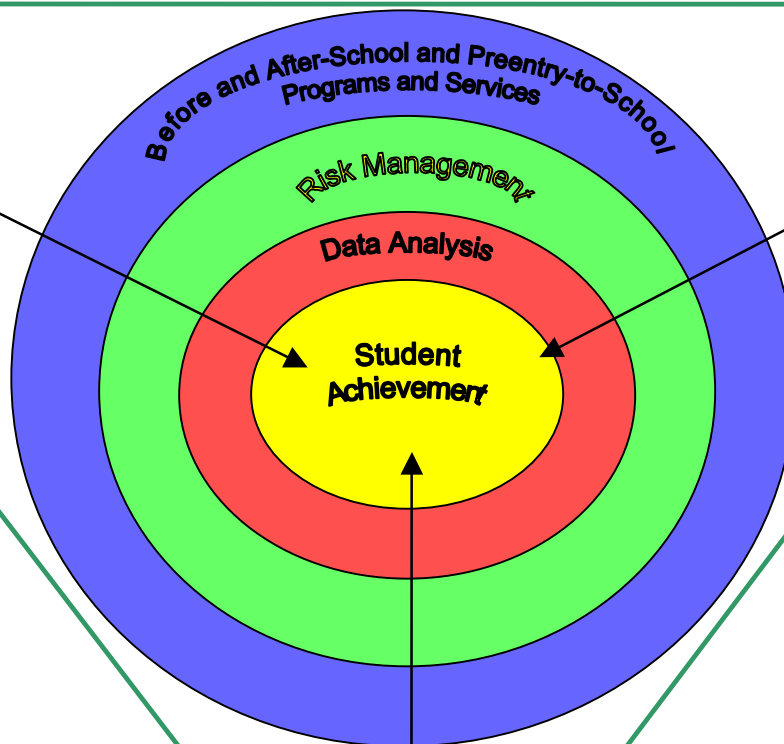 Before and After-School and Preentry-to-School
Programs and Services
Risk Management
Data Analysis
Student
Achievement